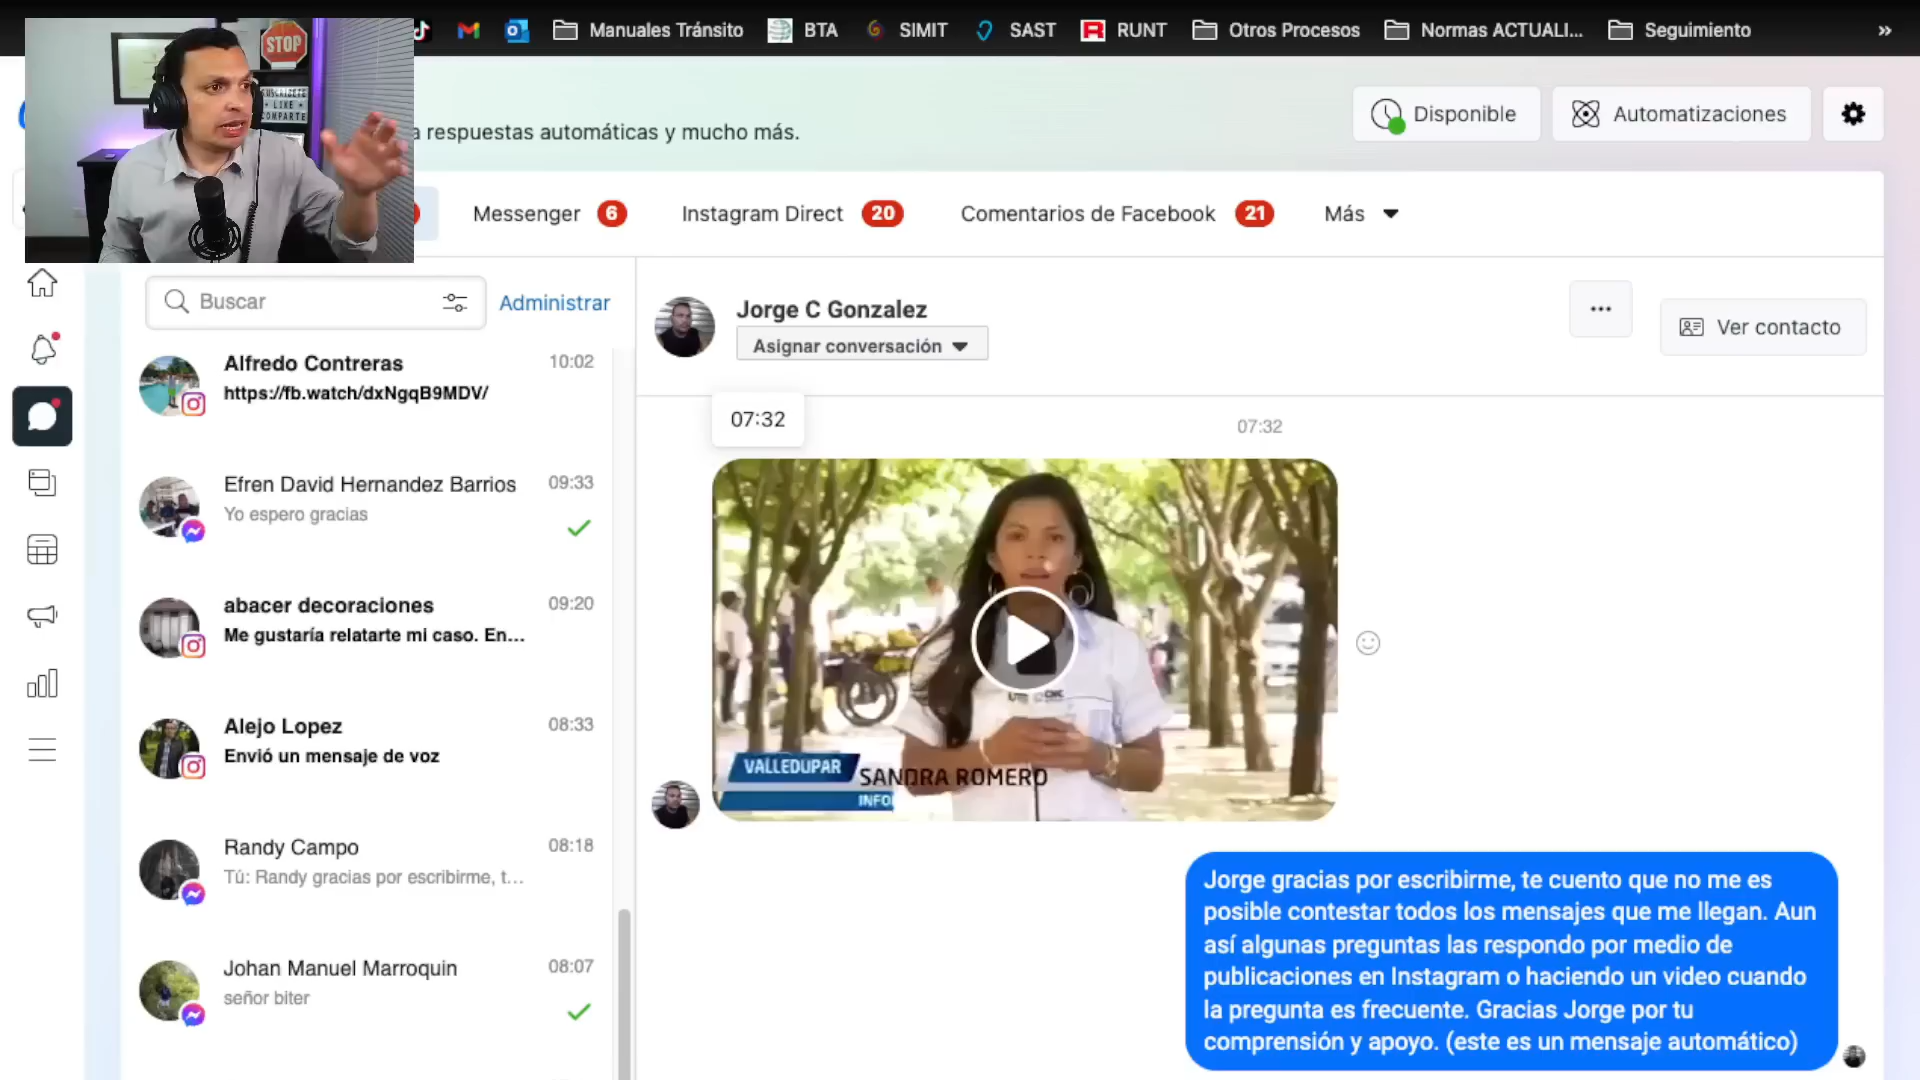 Manuales Tránsito
BTA
SIMIT
SAST
RUNT
Otros Procesos
Normas ACTUALI...
Seguimiento
»
STOP
SUSCRIBETE
+ LIKE +
COMPARTE
respuestas automáticas y mucho más.
Disponible
Automatizaciones
Messenger 6
Instagram Direct 20
Comentarios de Facebook 21
Más
Buscar
Administrar
Alfredo Contreras 10:02
https://fb.watch/dxNgqB9MDV/
Efren David Hernandez Barrios 09:33
Yo espero gracias
abacer decoraciones 09:20
Me gustaría relatarte mi caso. En...
Alejo Lopez 08:33
Envió un mensaje de voz
Randy Campo 08:18
Tú: Randy gracias por escribirme, t...
Johan Manuel Marroquin 08:07
señor biter
Jorge C Gonzalez
Asignar conversación
...
Ver contacto
07:32
07:32
VALLEDUPAR
SANDRA ROMERO
INFO
Jorge gracias por escribirme, te cuento que no me es
posible contestar todos los mensajes que me llegan. Aun
así algunas preguntas las respondo por medio de
publicaciones en Instagram o haciendo un video cuando
la pregunta es frecuente. Gracias Jorge por tu
comprensión y apoyo. (este es un mensaje automático)